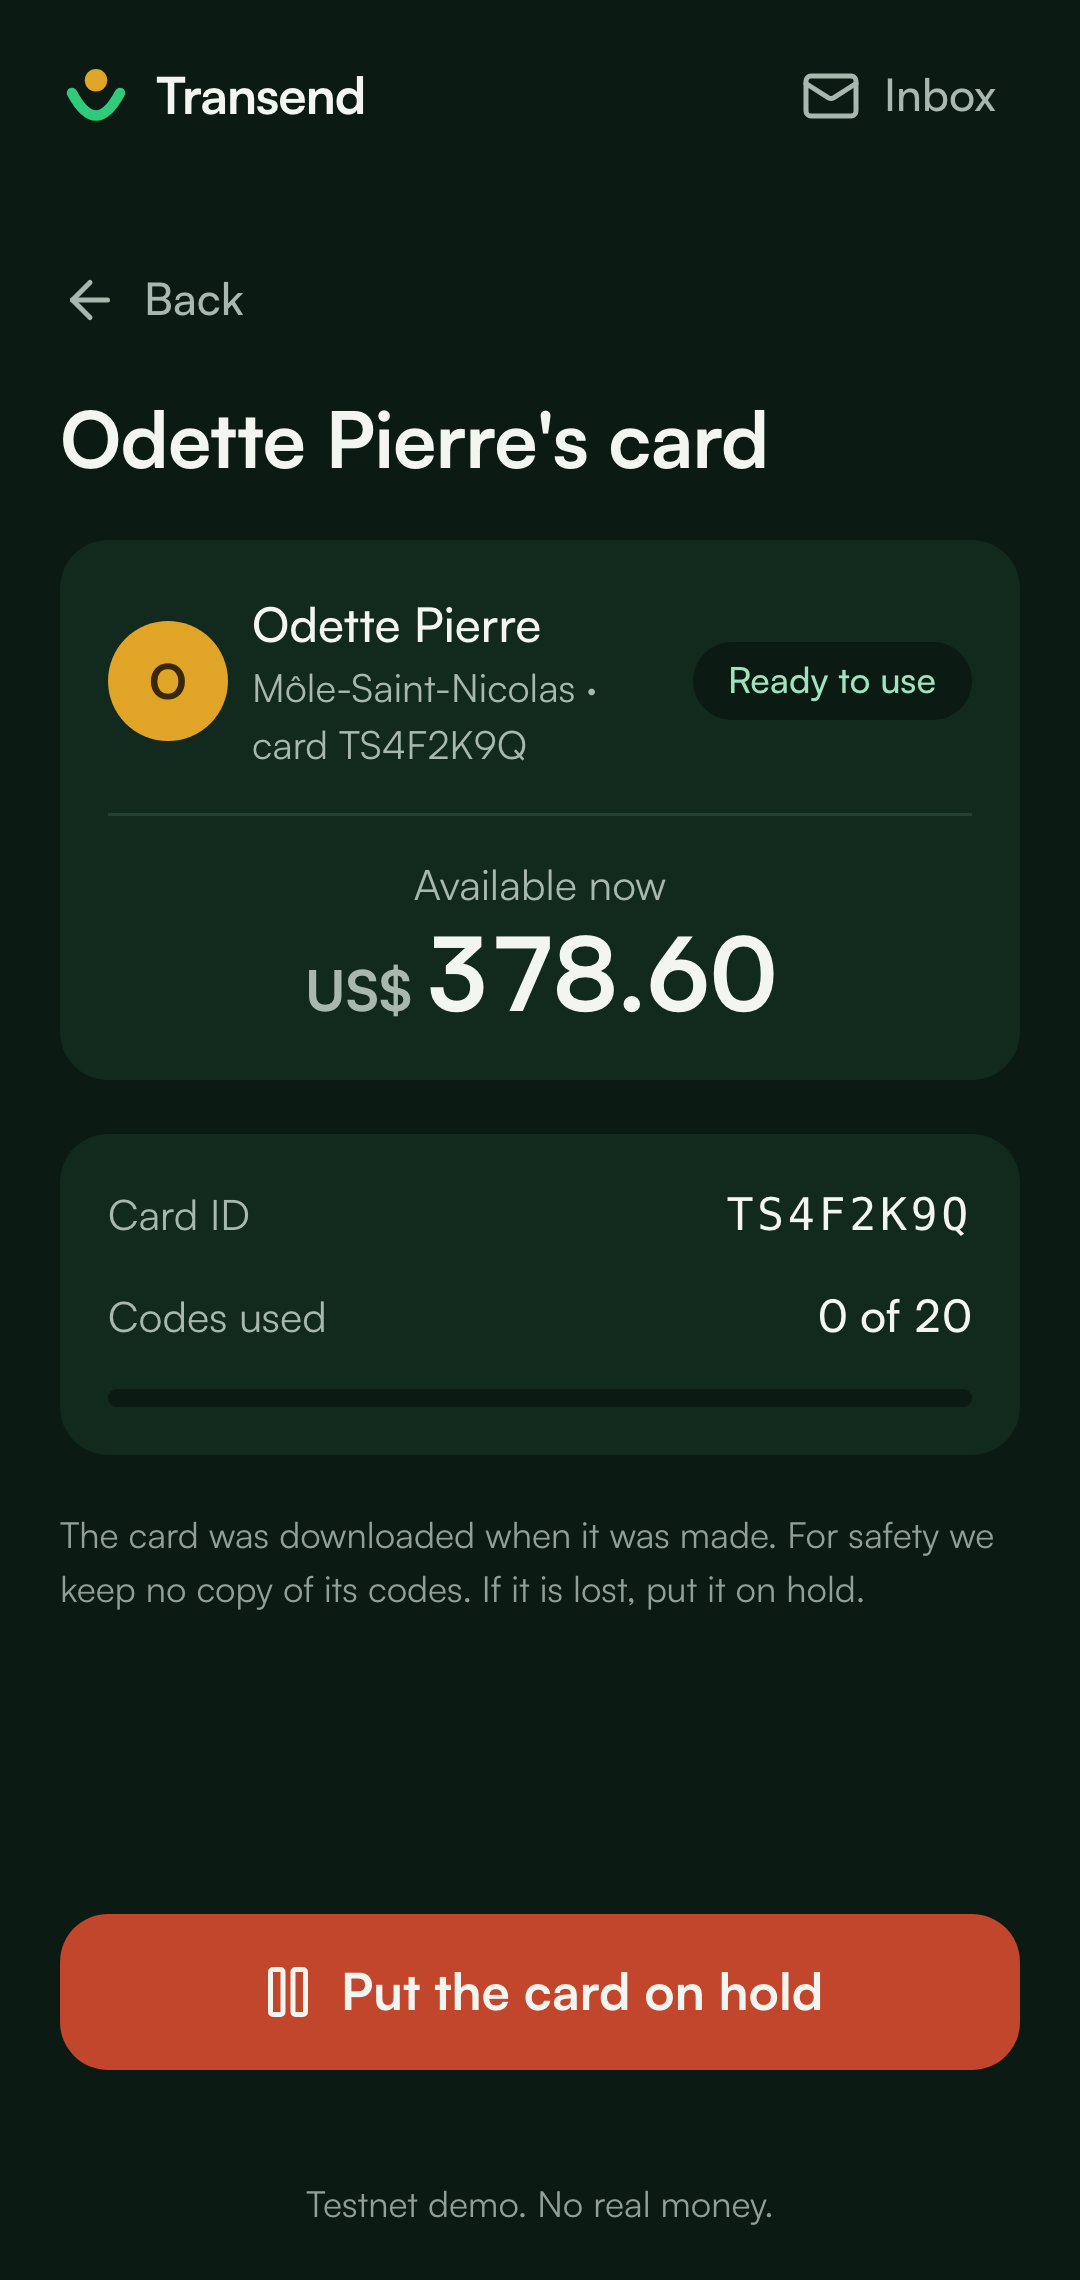 Transend
Inbox
Back
Odette Pierre's card
O
Odette Pierre
Môle-Saint-Nicolas •
card TS4F2K9Q
Ready to use
Available now
US$ 378.60
Card ID
TS4F2K9Q
Codes used
0 of 20
The card was downloaded when it was made. For safety we
keep no copy of its codes. If it is lost, put it on hold.
Put the card on hold
Testnet demo. No real money.